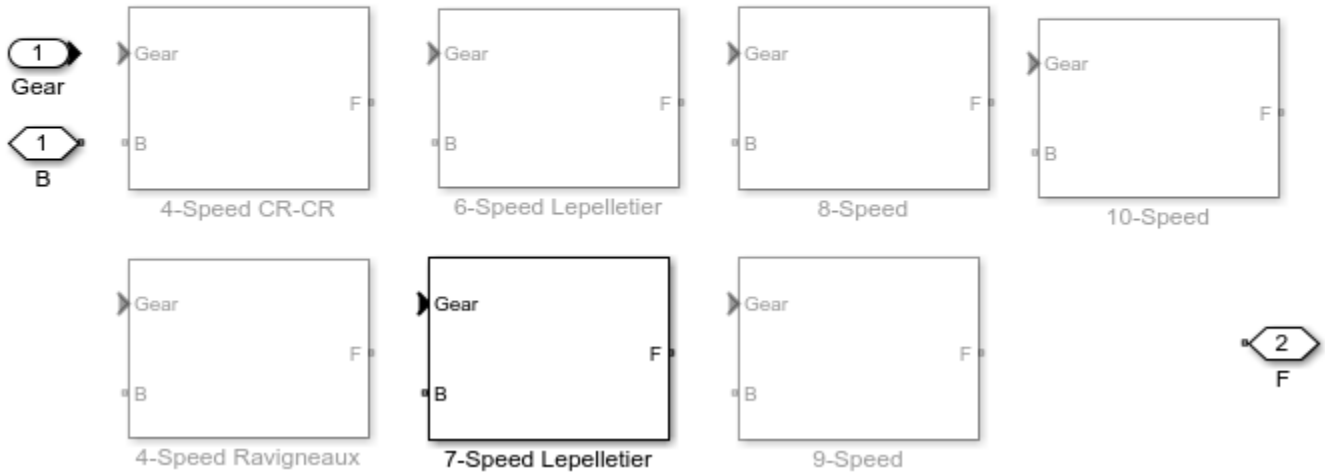 1
Gear
1
B
Gear
F
B
4-Speed CR-CR
Gear
F
B
6-Speed Lepelletier
Gear
F
B
8-Speed
Gear
F
B
10-Speed
Gear
F
B
4-Speed Ravigneaux
Gear
F
B
7-Speed Lepelletier
Gear
F
B
9-Speed
2
F